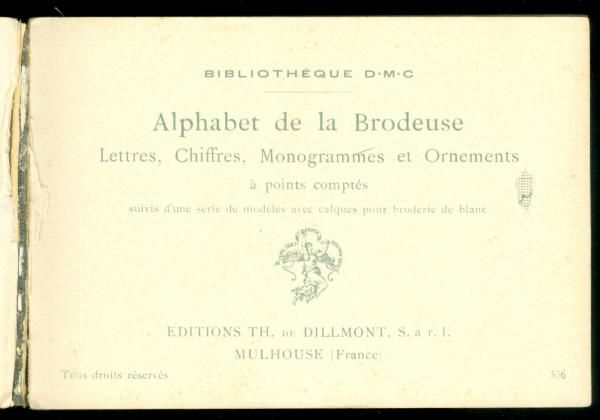 BIBLIOTHÈQUE D·M·C
Alphabet de la Brodeuse
Lettres, Chiffres, Monogrammes et Ornements
à points comptés
suivis d'une série de modèles avec calques pour broderie de blanc
EDITIONS TH. DE DILLMONT, S. à r. l.
MULHOUSE (France)
Tous droits réservés
536